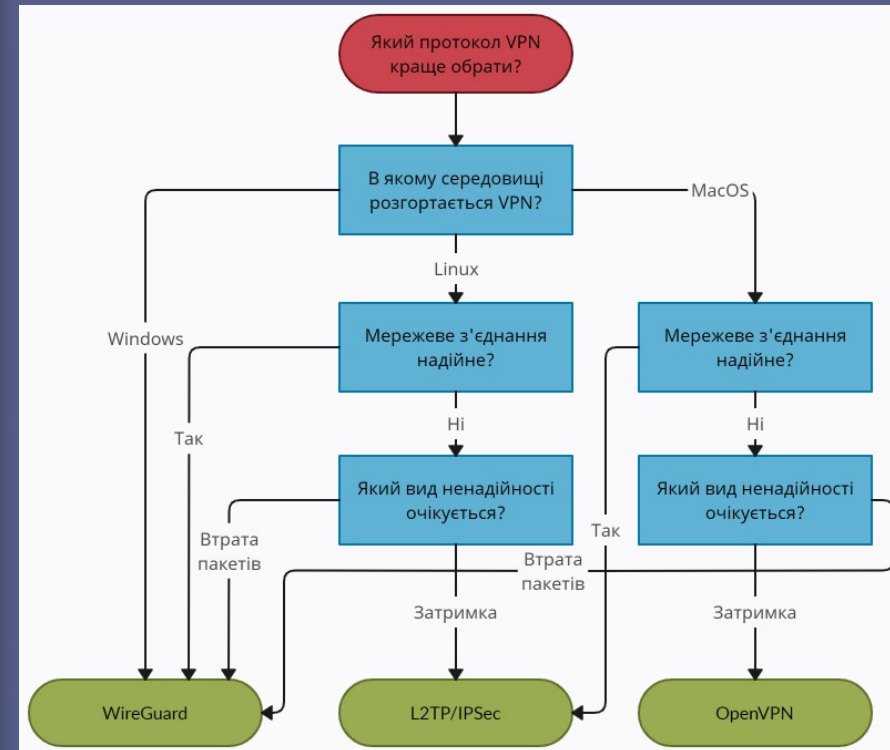 Який протокол VPN
краще обрати?
В якому середовищі
розгортається VPN?
MacOS
Linux
Windows
Мережеве з'єднання
надійне?
Мережеве з'єднання
надійне?
Так
Ні
Ні
Який вид ненадійності
очікується?
Який вид ненадійності
очікується?
Втрата
пакетів
Так
Втрата
пакетів
Затримка
Затримка
WireGuard
L2TP/IPSec
OpenVPN